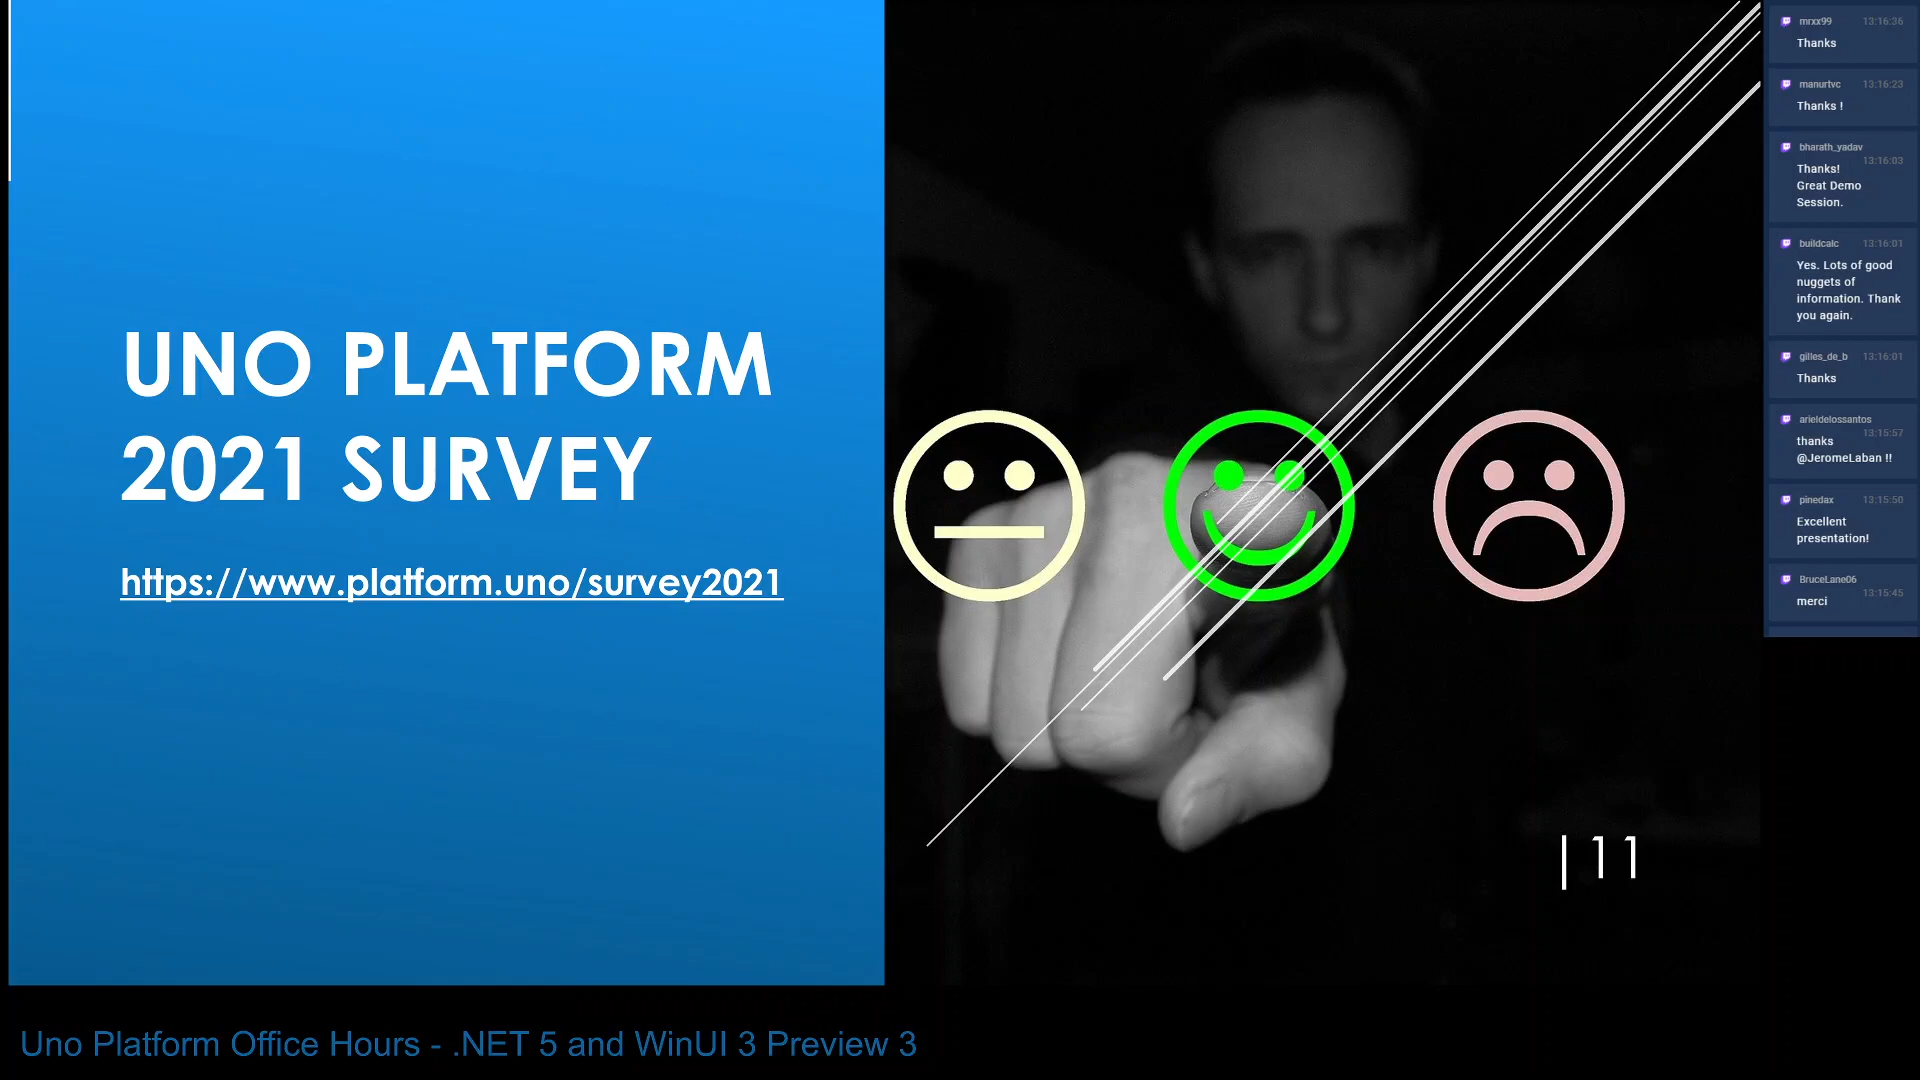 UNO PLATFORM
2021 SURVEY
https://www.platform.uno/survey2021
| 11
Uno Platform Office Hours - .NET 5 and WinUI 3 Preview 3
mrxx99 13:16:36
Thanks
manurtvc 13:16:23
Thanks !
bharath_yadav
13:16:03
Thanks!
Great Demo
Session.
buildcalc 13:16:01
Yes. Lots of good
nuggets of
information. Thank
you again.
gilles_de_b 13:16:01
Thanks
arieldelossantos
13:15:57
thanks
@JeromeLaban !!
pinedax 13:15:50
Excellent
presentation!
BruceLane06
13:15:45
merci